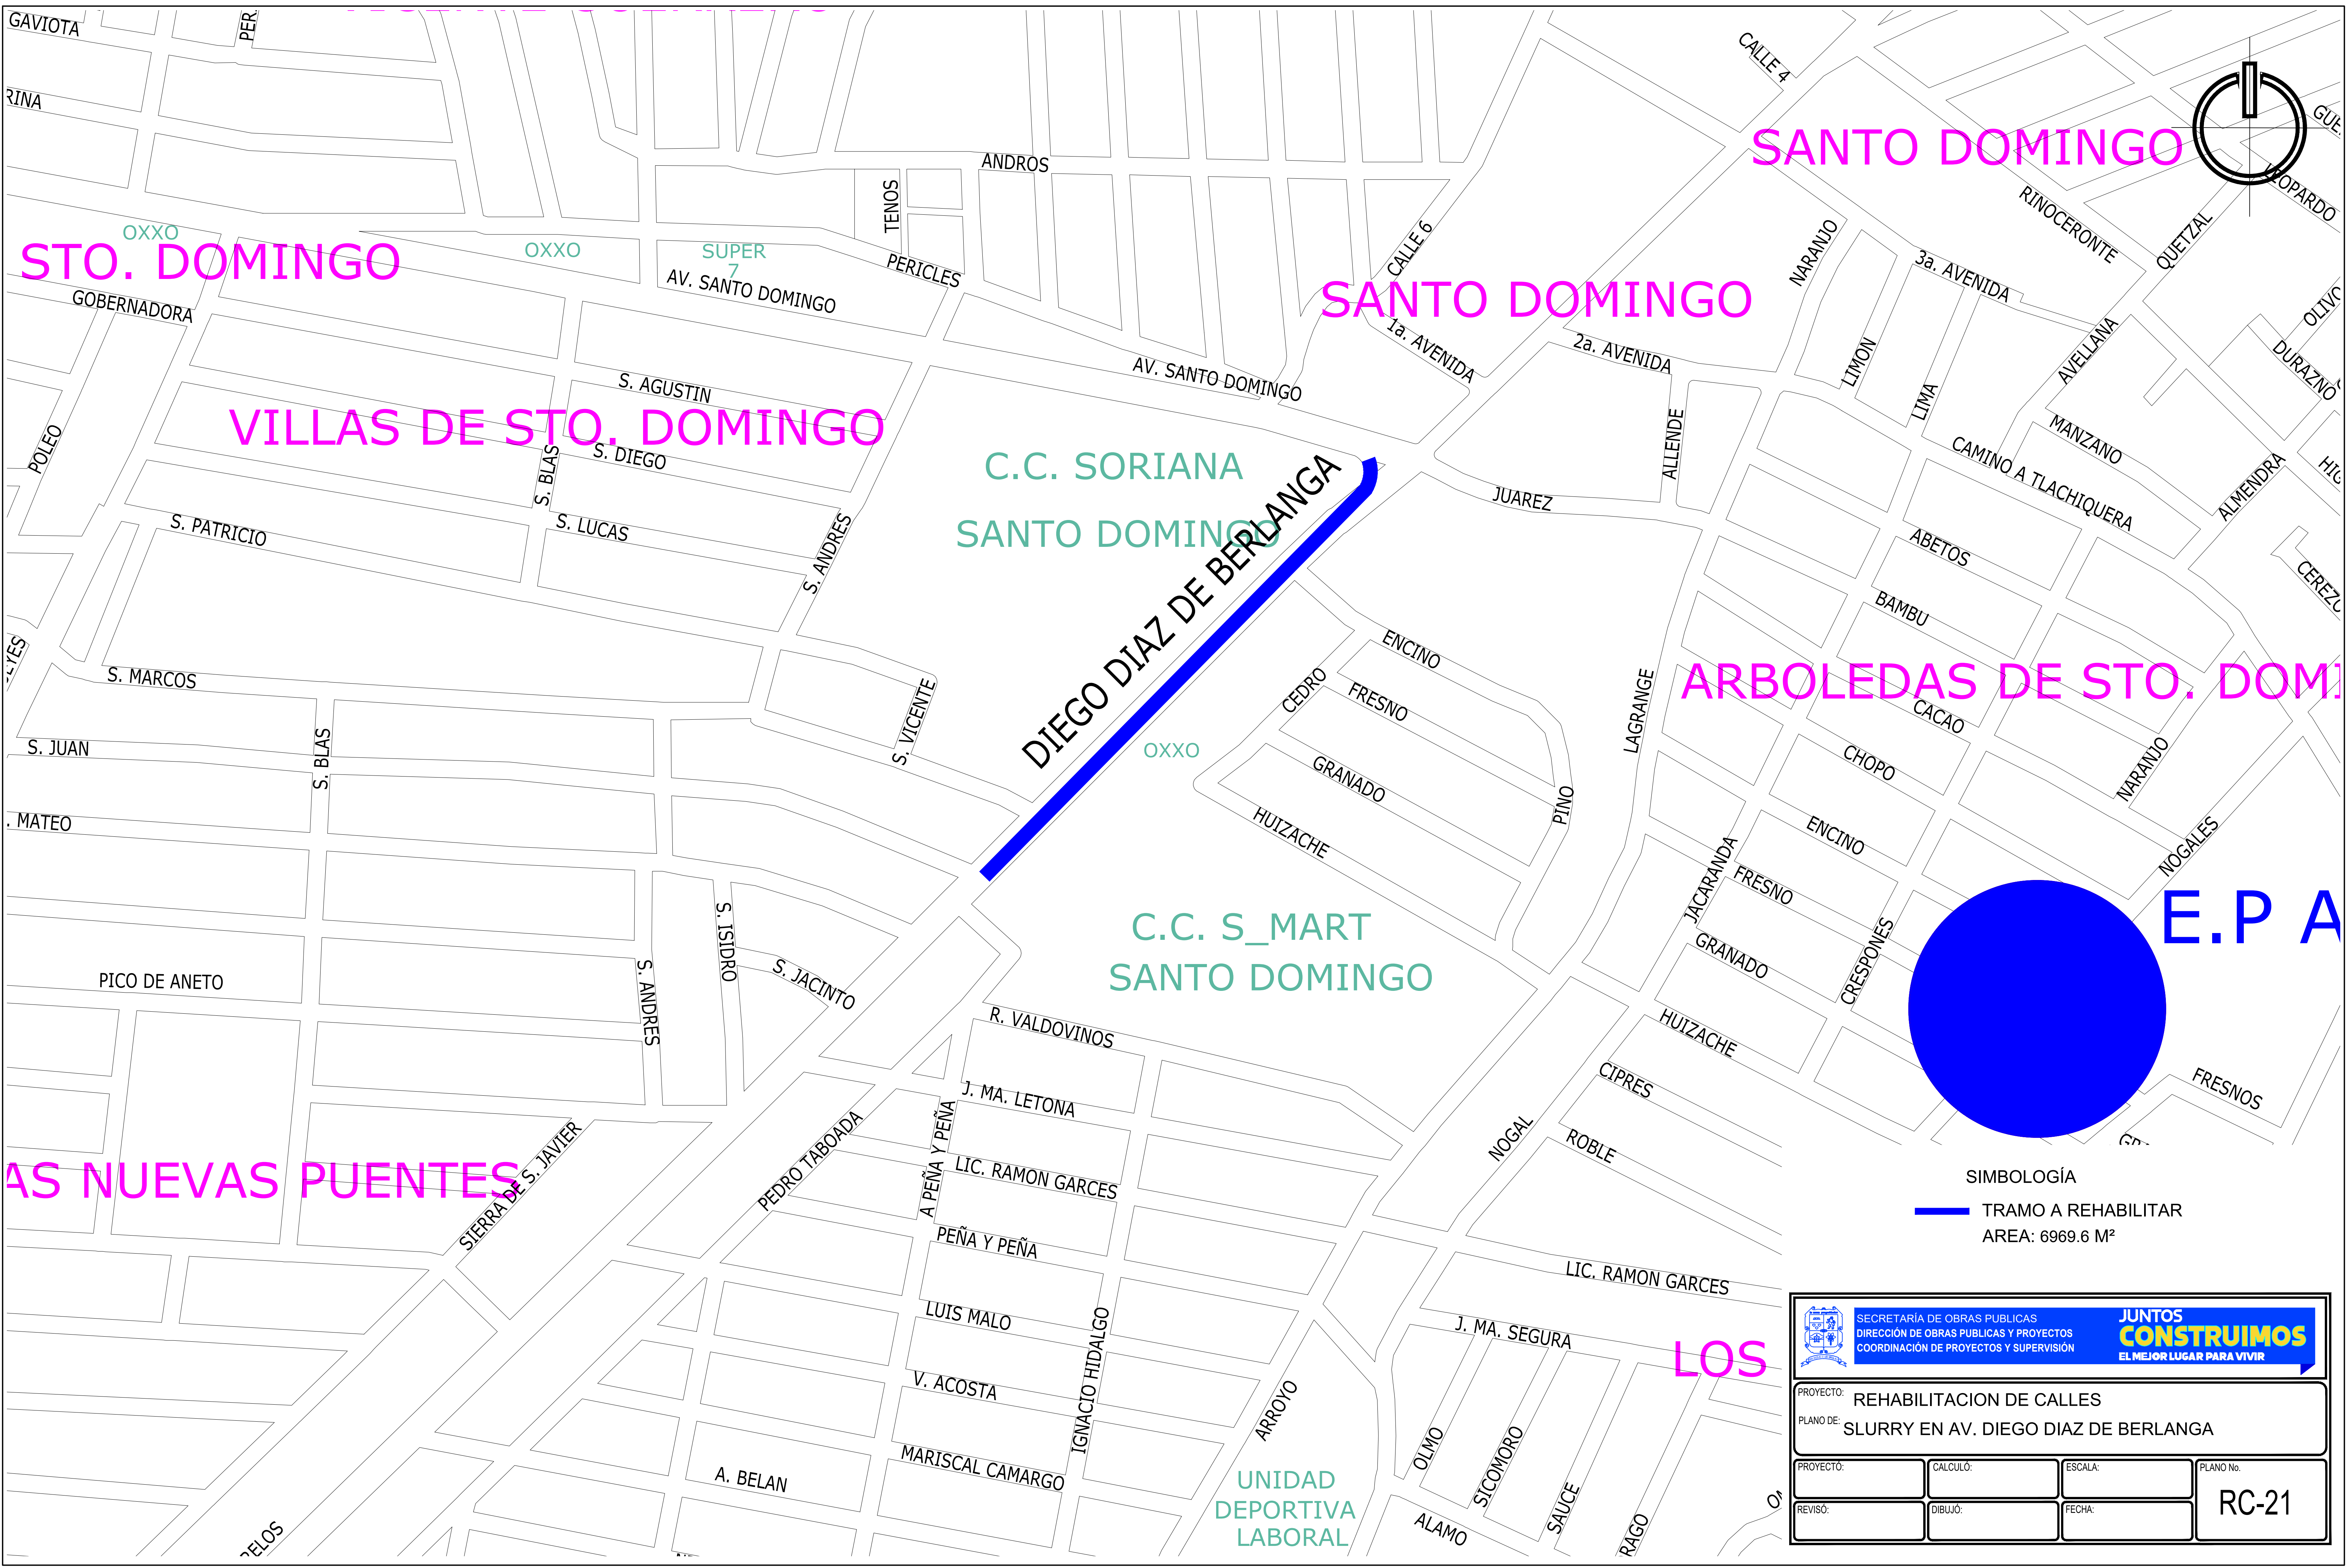 GAVIOTA
PER
RINA
CALLE 4
SANTO DOMINGO
ANDROS
TENOS
LEOPARDO
RINOCERONTE
QUETZAL
NARANJO
CALLE 6
OXXO
OXXO
SUPER
7
STO. DOMINGO
PERICLES
3a. AVENIDA
AV. SANTO DOMINGO
GOBERNADORA
SANTO DOMINGO
OLIVO
1a. AVENIDA
2a. AVENIDA
LIMON
AVELLANA
DURAZNO
AV. SANTO DOMINGO
S. AGUSTIN
LIMA
VILLAS DE STO. DOMINGO
ALLENDE
MANZANO
POLEO
S. BLAS
S. DIEGO
C.C. SORIANA
SANTO DOMINGO
CAMINO A TLACHIQUERA
ALMENDRA
HIG
JUAREZ
S. PATRICIO
S. LUCAS
S. ANDRES
DIEGO DIAZ DE BERLANGA
ABETOS
CEREZO
BAMBU
ENCINO
S. MARCOS
CEDRO
FRESNO
ARBOLEDAS DE STO. DOMI
LAGRANGE
CACAO
S. VICENTE
S. JUAN
S. BLAS
OXXO
CHOPO
NARANJO
GRANADO
PINO
. MATEO
HUIZACHE
ENCINO
NOGALES
JACARANDA
FRESNO
C.C. S_MART
SANTO DOMINGO
E.P A
S. ISIDRO
CRESPONES
GRANADO
PICO DE ANETO
S. JACINTO
S. ANDRES
R. VALDOVINOS
HUIZACHE
CIPRES
FRESNOS
J. MA. LETONA
PEDRO TABOADA
A PEÑA Y PEÑA
NOGAL
ROBLE
AS NUEVAS PUENTES
SIERRA DE S. JAVIER
LIC. RAMON GARCES
SIMBOLOGÍA
TRAMO A REHABILITAR
AREA: 6969.6 M²
PEÑA Y PEÑA
LIC. RAMON GARCES
LUIS MALO
IGNACIO HIDALGO
J. MA. SEGURA
LOS
V. ACOSTA
ARROYO
OLMO
SICOMORO
SAUCE
MARISCAL CAMARGO
A. BELAN
UNIDAD
DEPORTIVA
LABORAL
ALAMO
RAGO
RELOS
SECRETARÍA DE OBRAS PUBLICAS
DIRECCIÓN DE OBRAS PUBLICAS Y PROYECTOS
COORDINACIÓN DE PROYECTOS Y SUPERVISIÓN
JUNTOS
CONSTRUIMOS
EL MEJOR LUGAR PARA VIVIR
PROYECTO: REHABILITACION DE CALLES
PLANO DE: SLURRY EN AV. DIEGO DIAZ DE BERLANGA
PROYECTÓ:
CALCULÓ:
ESCALA:
PLANO No.
RC-21
REVISÓ:
DIBUJÓ:
FECHA: